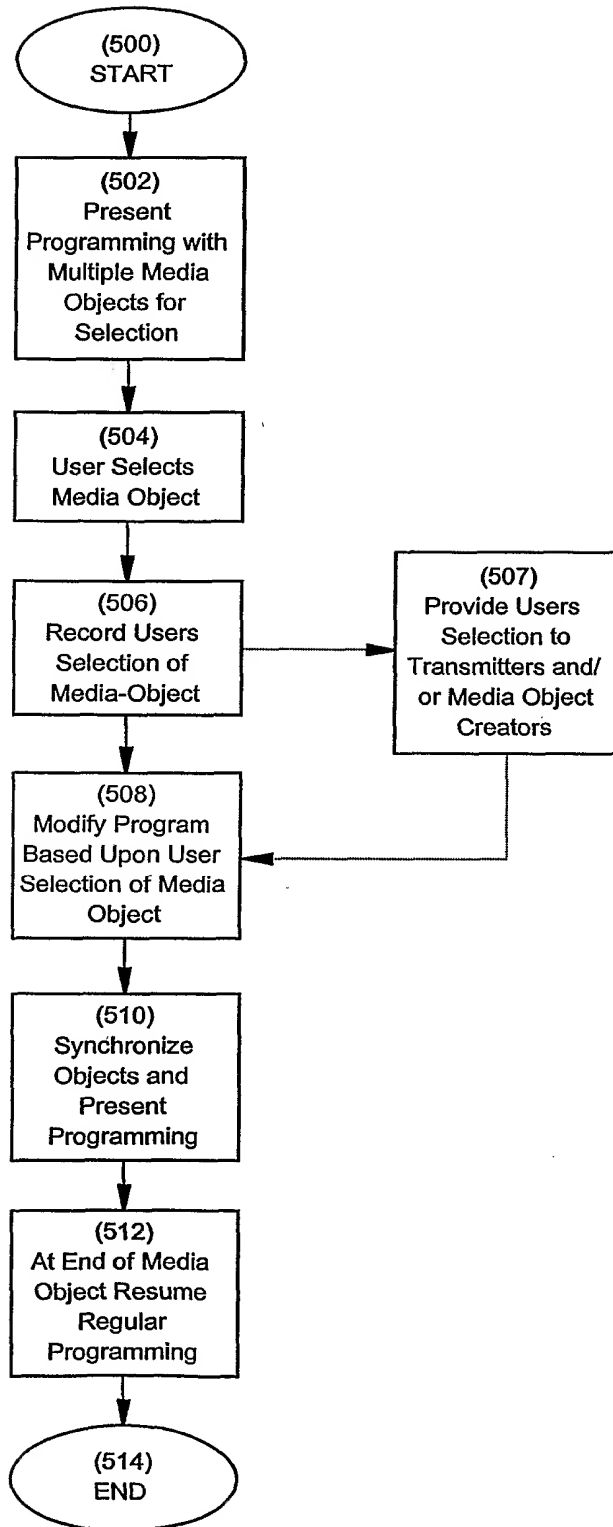 (500)
START
(502)
Present
Programming with
Multiple Media
Objects for
Selection
(504)
User Selects
Media Object
(506)
Record Users
Selection of
Media-Object
(507)
Provide Users
Selection to
Transmitters and/
or Media Object
Creators
(508)
Modify Program
Based Upon User
Selection of Media
Object
(510)
Synchronize
Objects and
Present
Programming
(512)
At End of Media
Object Resume
Regular
Programming
(514)
END